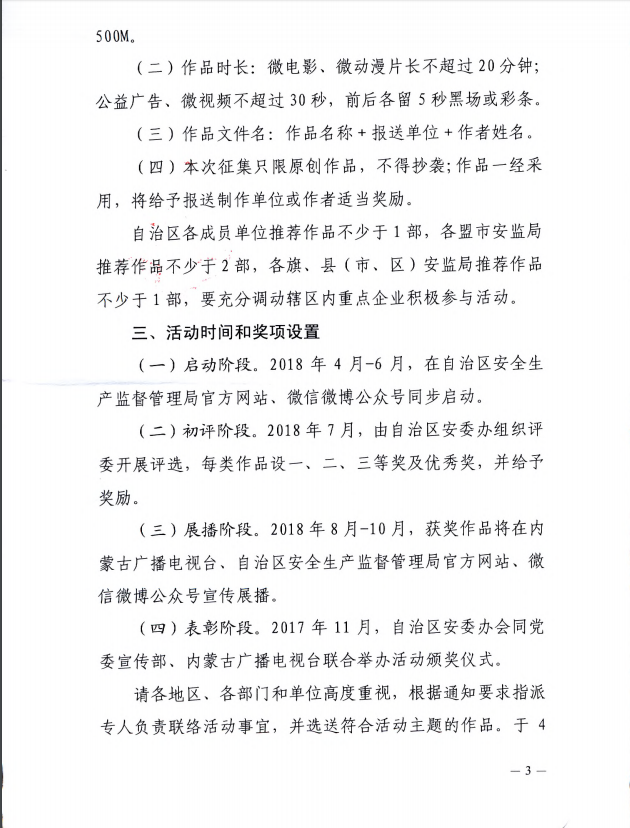 500M。
（二）作品时长：微电影、微动漫片长不超过20分钟；
公益广告、微视频不超过30秒，前后各留5秒黑场或彩条。
（三）作品文件名：作品名称+报送单位+作者姓名。
（四）本次征集只限原创作品，不得抄袭；作品一经采
用，将给予报送制作单位或作者适当奖励。
自治区各成员单位推荐作品不少于1部，各盟市安监局
推荐作品不少于2部，各旗、县（市、区）安监局推荐作品
不少于1部，要充分调动辖区内重点企业积极参与活动。
三、活动时间和奖项设置
（一）启动阶段。2018年4月-6月，在自治区安全生
产监督管理局官方网站、微信微博公众号同步启动。
（二）初评阶段。2018年7月，由自治区安委办组织评
委开展评选，每类作品设一、二、三等奖及优秀奖，并给予
奖励。
（三）展播阶段。2018年8月-10月，获奖作品将在内
蒙古广播电视台、自治区安全生产监督管理局官方网站、微
信微博公众号宣传展播。
（四）表彰阶段。2017年11月，自治区安委办会同党
委宣传部、内蒙古广播电视台联合举办活动颁奖仪式。
请各地区、各部门和单位高度重视，根据通知要求指派
专人负责联络活动事宜，并选送符合活动主题的作品。于4
— 3 —